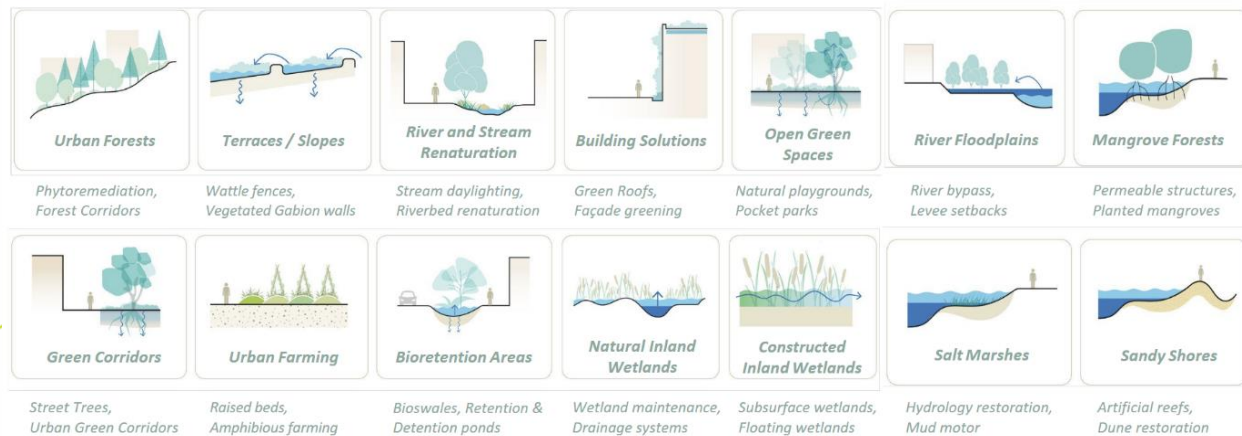 Urban Forests
Terraces / Slopes
River and Stream
Renaturation
Building Solutions
Open Green
Spaces
River Floodplains
Mangrove Forests
Phytoremediation,
Forest Corridors
Wattle fences,
Vegetated Gabion walls
Stream daylighting,
Riverbed renaturation
Green Roofs,
Façade greening
Natural playgrounds,
Pocket parks
River bypass,
Levee setbacks
Permeable structures,
Planted mangroves
Green Corridors
Urban Farming
Bioretention Areas
Natural Inland
Wetlands
Constructed
Inland Wetlands
Salt Marshes
Sandy Shores
Street Trees,
Urban Green Corridors
Raised beds,
Amphibious farming
Bioswales, Retention &
Detention ponds
Wetland maintenance,
Drainage systems
Subsurface wetlands,
Floating wetlands
Hydrology restoration,
Mud motor
Artificial reefs,
Dune restoration